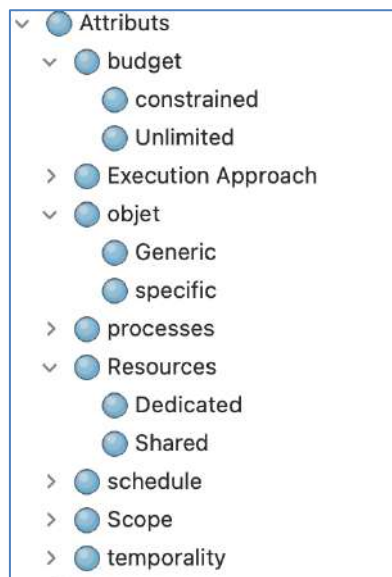 Attributs
budget
constrained
Unlimited
Execution Approach
objet
Generic
specific
processes
Resources
Dedicated
Shared
schedule
Scope
temporality